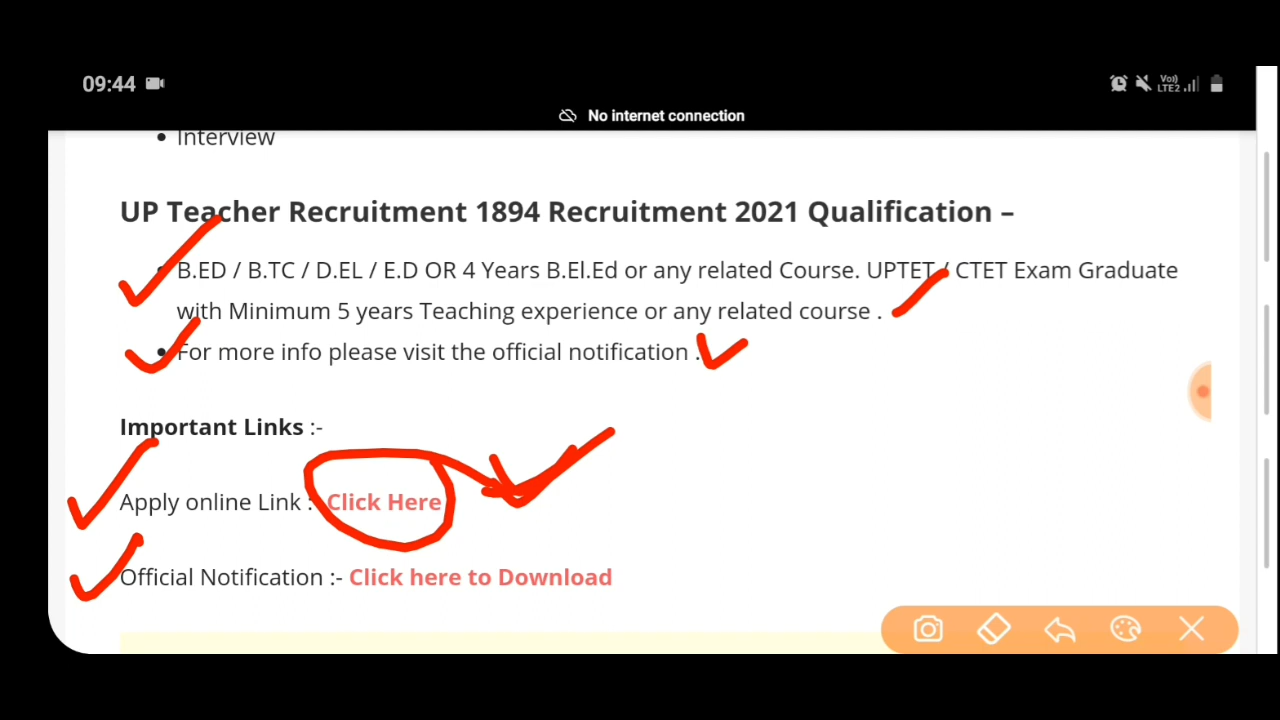 09:44
Vo))
LTE2
No internet connection
Interview
UP Teacher Recruitment 1894 Recruitment 2021 Qualification –
B.ED / B.TC / D.EL / E.D OR 4 Years B.El.Ed or any related Course. UPTET / CTET Exam Graduate
with Minimum 5 years Teaching experience or any related course .
For more info please visit the official notification .
Important Links :-
Apply online Link : Click Here
Official Notification :- Click here to Download